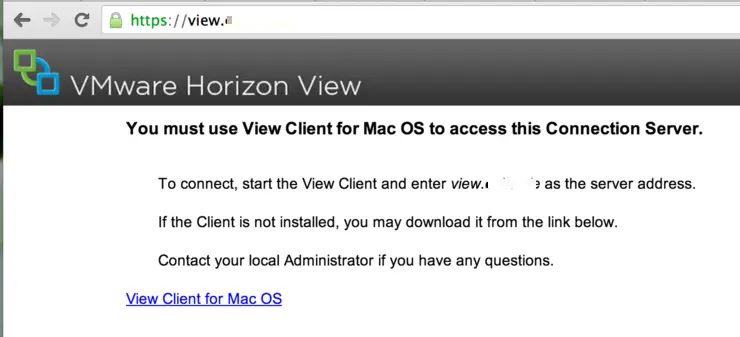 https://view.
VMware Horizon View
You must use View Client for Mac OS to access this Connection Server.
To connect, start the View Client and enter view. as the server address.
If the Client is not installed, you may download it from the link below.
Contact your local Administrator if you have any questions.
View Client for Mac OS